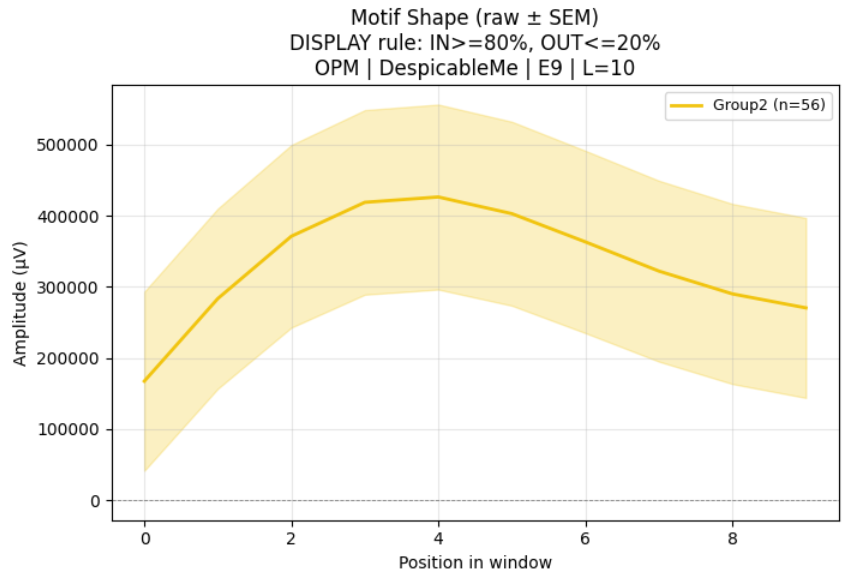 Motif Shape (raw ± SEM)
DISPLAY rule: IN>=80%, OUT<=20%
OPM | DespicableMe | E9 | L=10
Group2 (n=56)
Amplitude (µV)
500000
400000
300000
200000
100000
0
0 2 4 6 8
Position in window